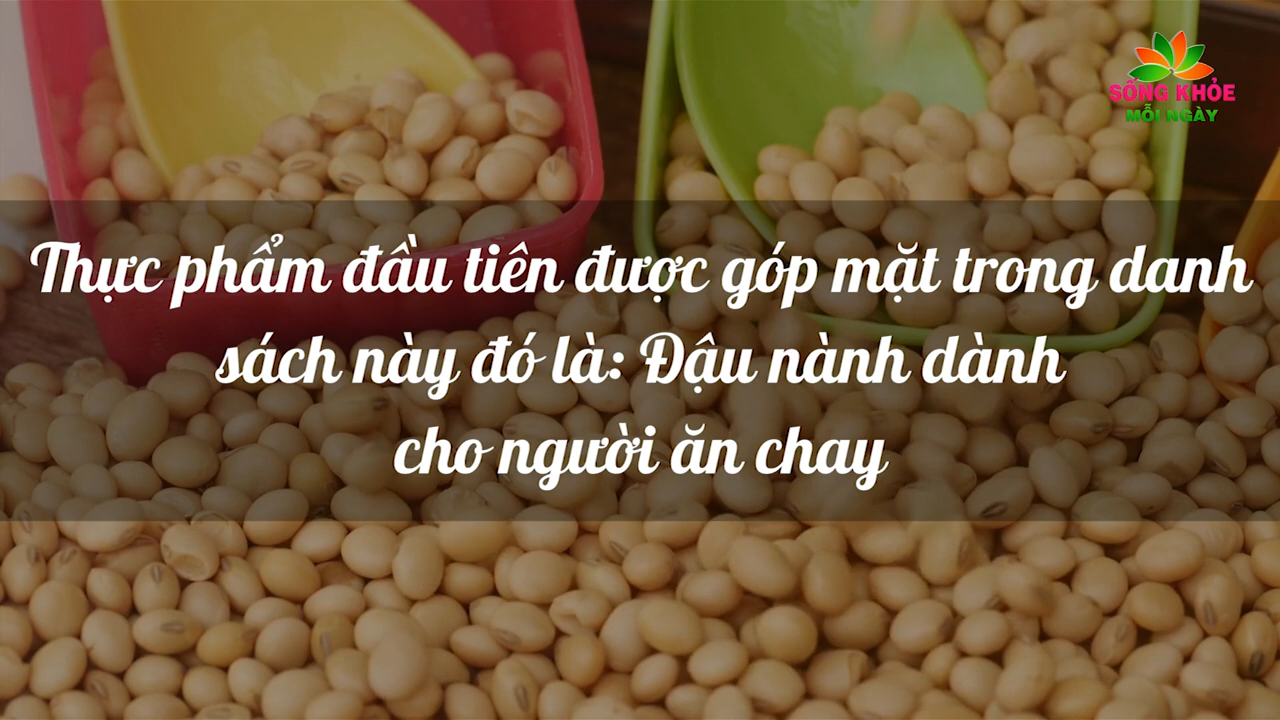 SỐNG KHỎE
MỖI NGÀY
Thực phẩm đầu tiên được góp mặt trong danh
sách này đó là: Đậu nành dành
cho người ăn chay